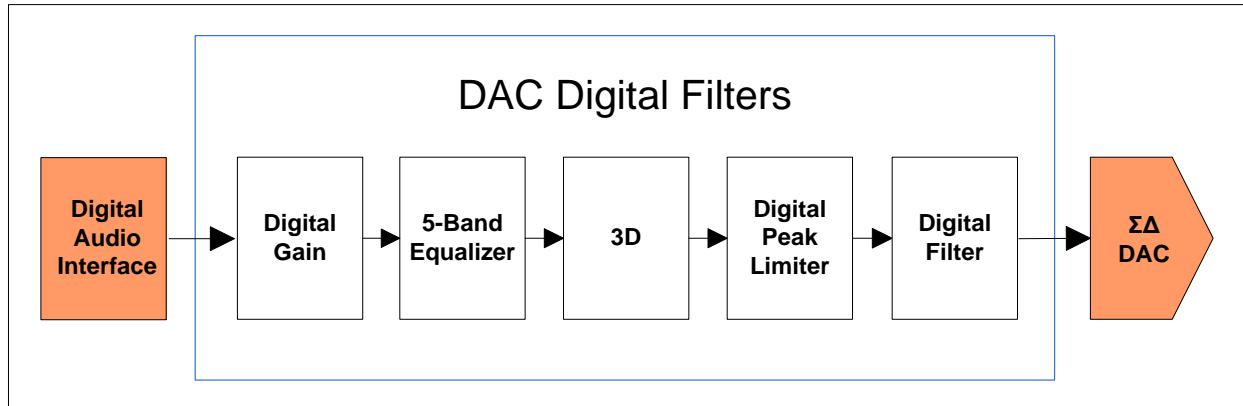 DAC Digital Filters
Digital
Audio
Interface
Digital
Gain
5-Band
Equalizer
3D
Digital
Peak
Limiter
Digital
Filter
ΣΔ
DAC